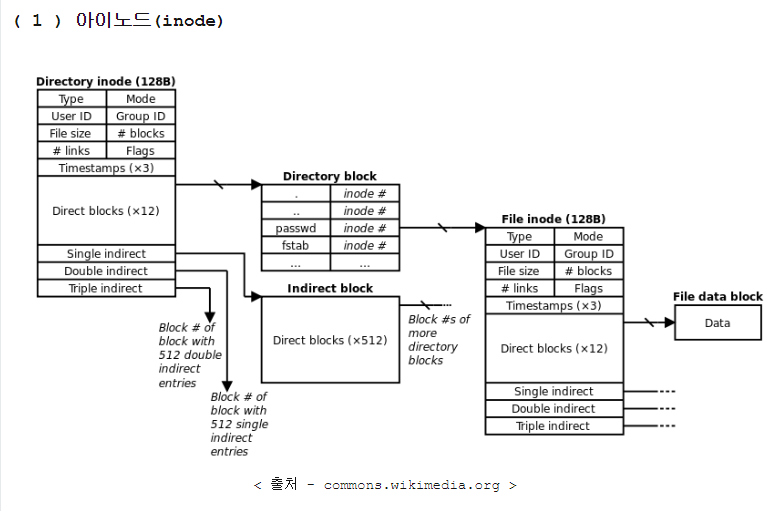 ( 1 ) 아이노드(inode)
Directory inode (128B)
Type Mode
User ID Group ID
File size # blocks
# links Flags
Timestamps (×3)
Direct blocks (×12)
Single indirect
Double indirect
Triple indirect
Block # of
block with
512 double
indirect
entries
Block # of
block with
512 single
indirect
entries
Directory block
. inode #
.. inode #
passwd inode #
fstab inode #
... ...
Indirect block
Direct blocks (×512)
Block #s of
more
directory
blocks
File inode (128B)
Type Mode
User ID Group ID
File size # blocks
# links Flags
Timestamps (×3)
Direct blocks (×12)
Single indirect
Double indirect
Triple indirect
File data block
Data
< 출처 - commons.wikimedia.org >